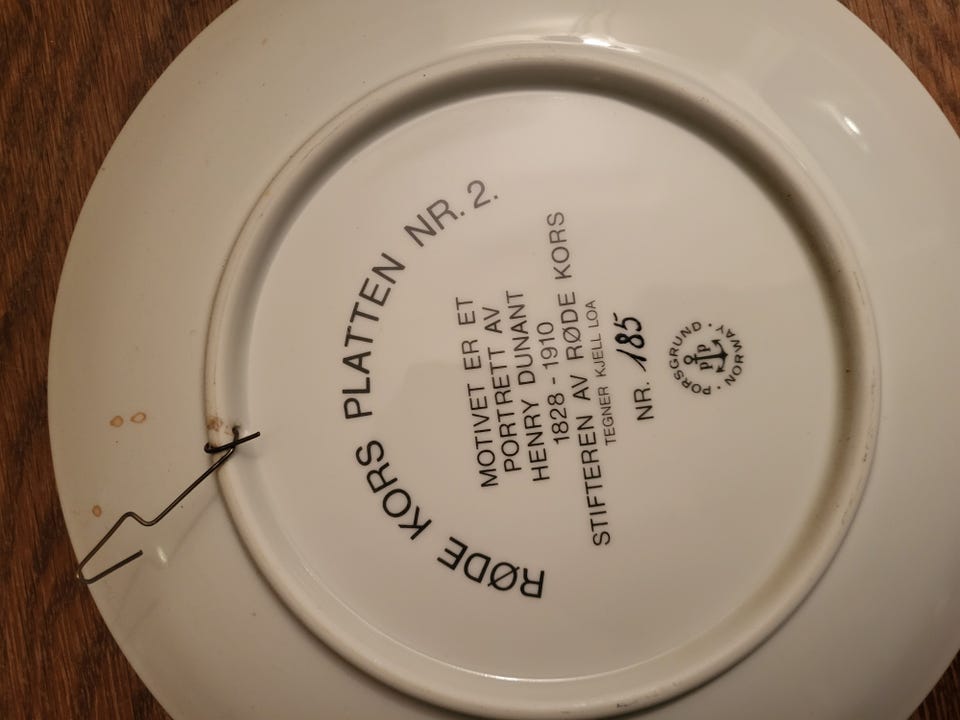 RØDE KORS PLATTEN NR. 2.
MOTIVET ER ET
PORTRETT AV
HENRY DUNANT
1828 - 1910
STIFTEREN AV RØDE KORS
TEGNER KJELL LOA
NR. 185
PORSGRUND
PP
NORWAY